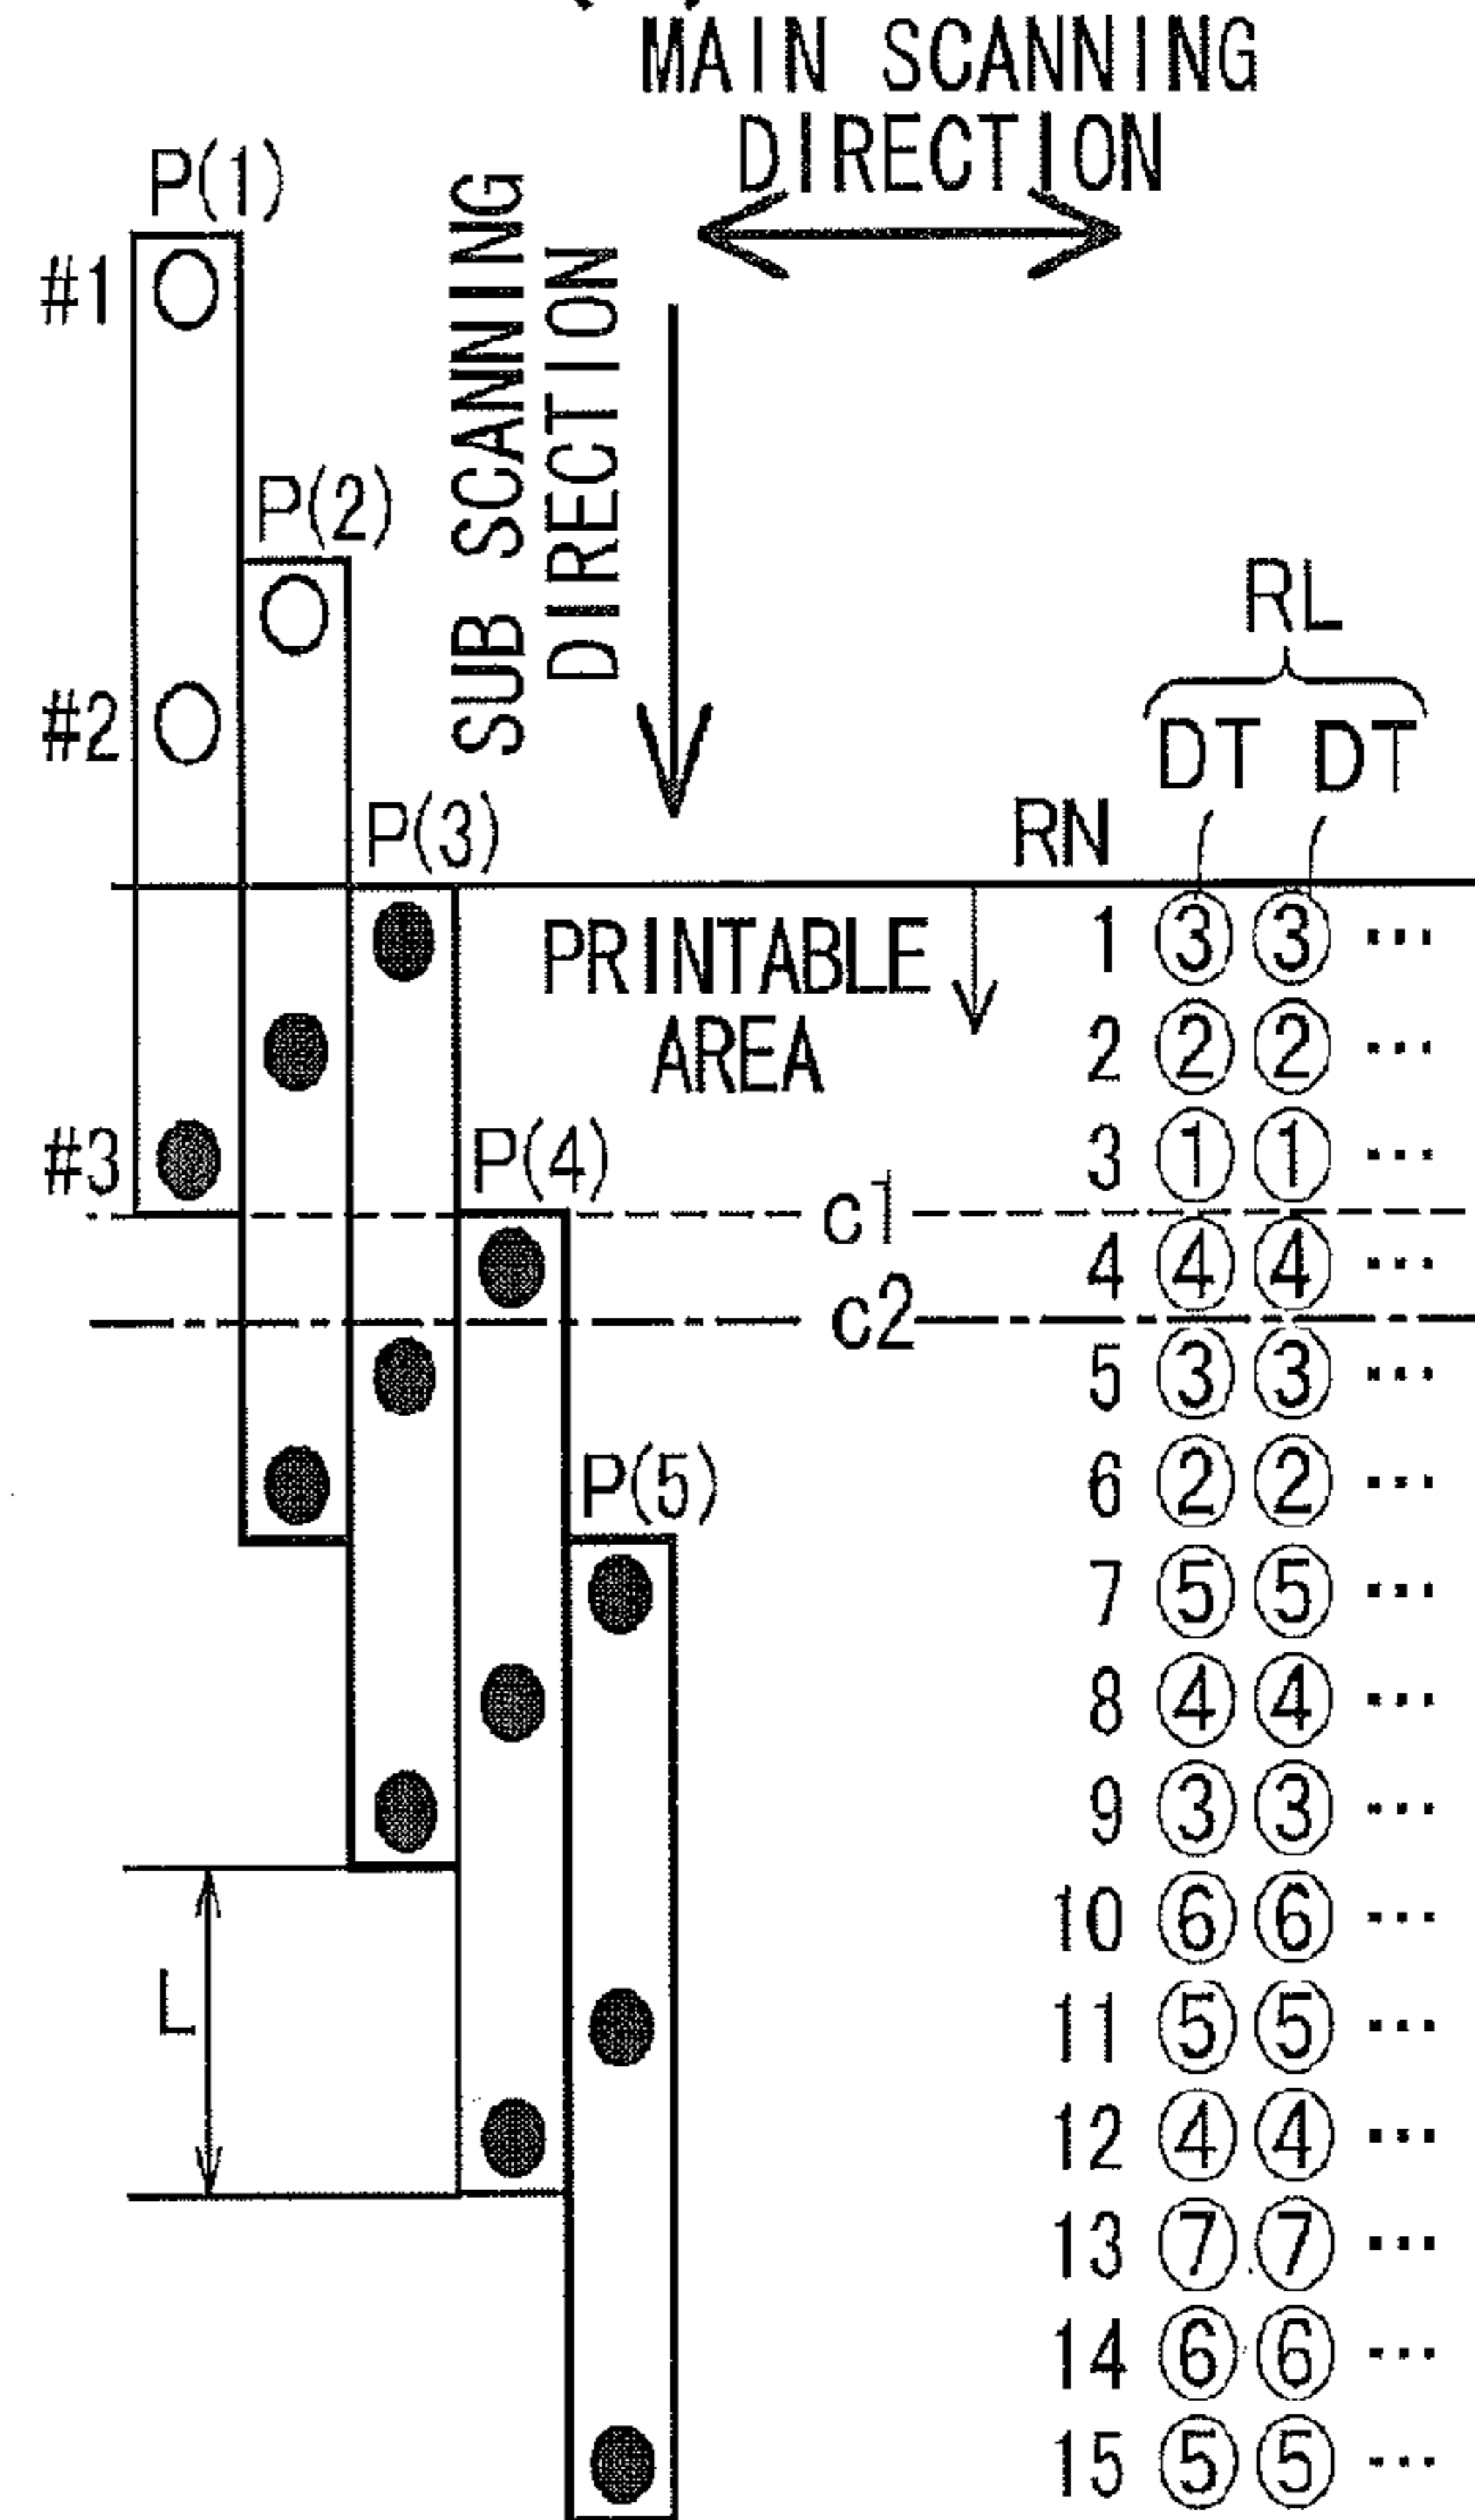 MAIN SCANNING
DIRECTION
P(1)
SUB SCANNING
DIRECTION
#1
P(2)
RL
#2
DT DT
P(3)
RN
PRINTABLE
AREA
1 ③ ③ ...
2 ② ② ...
#3
P(4)
3 ① ① ...
c1
4 ④ ④ ...
c2
5 ③ ③ ...
P(5)
6 ② ② ...
7 ⑤ ⑤ ...
8 ④ ④ ...
9 ③ ③ ...
10 ⑥ ⑥ ...
L
11 ⑤ ⑤ ...
12 ④ ④ ...
13 ⑦ ⑦ ...
14 ⑥ ⑥ ...
15 ⑤ ⑤ ...